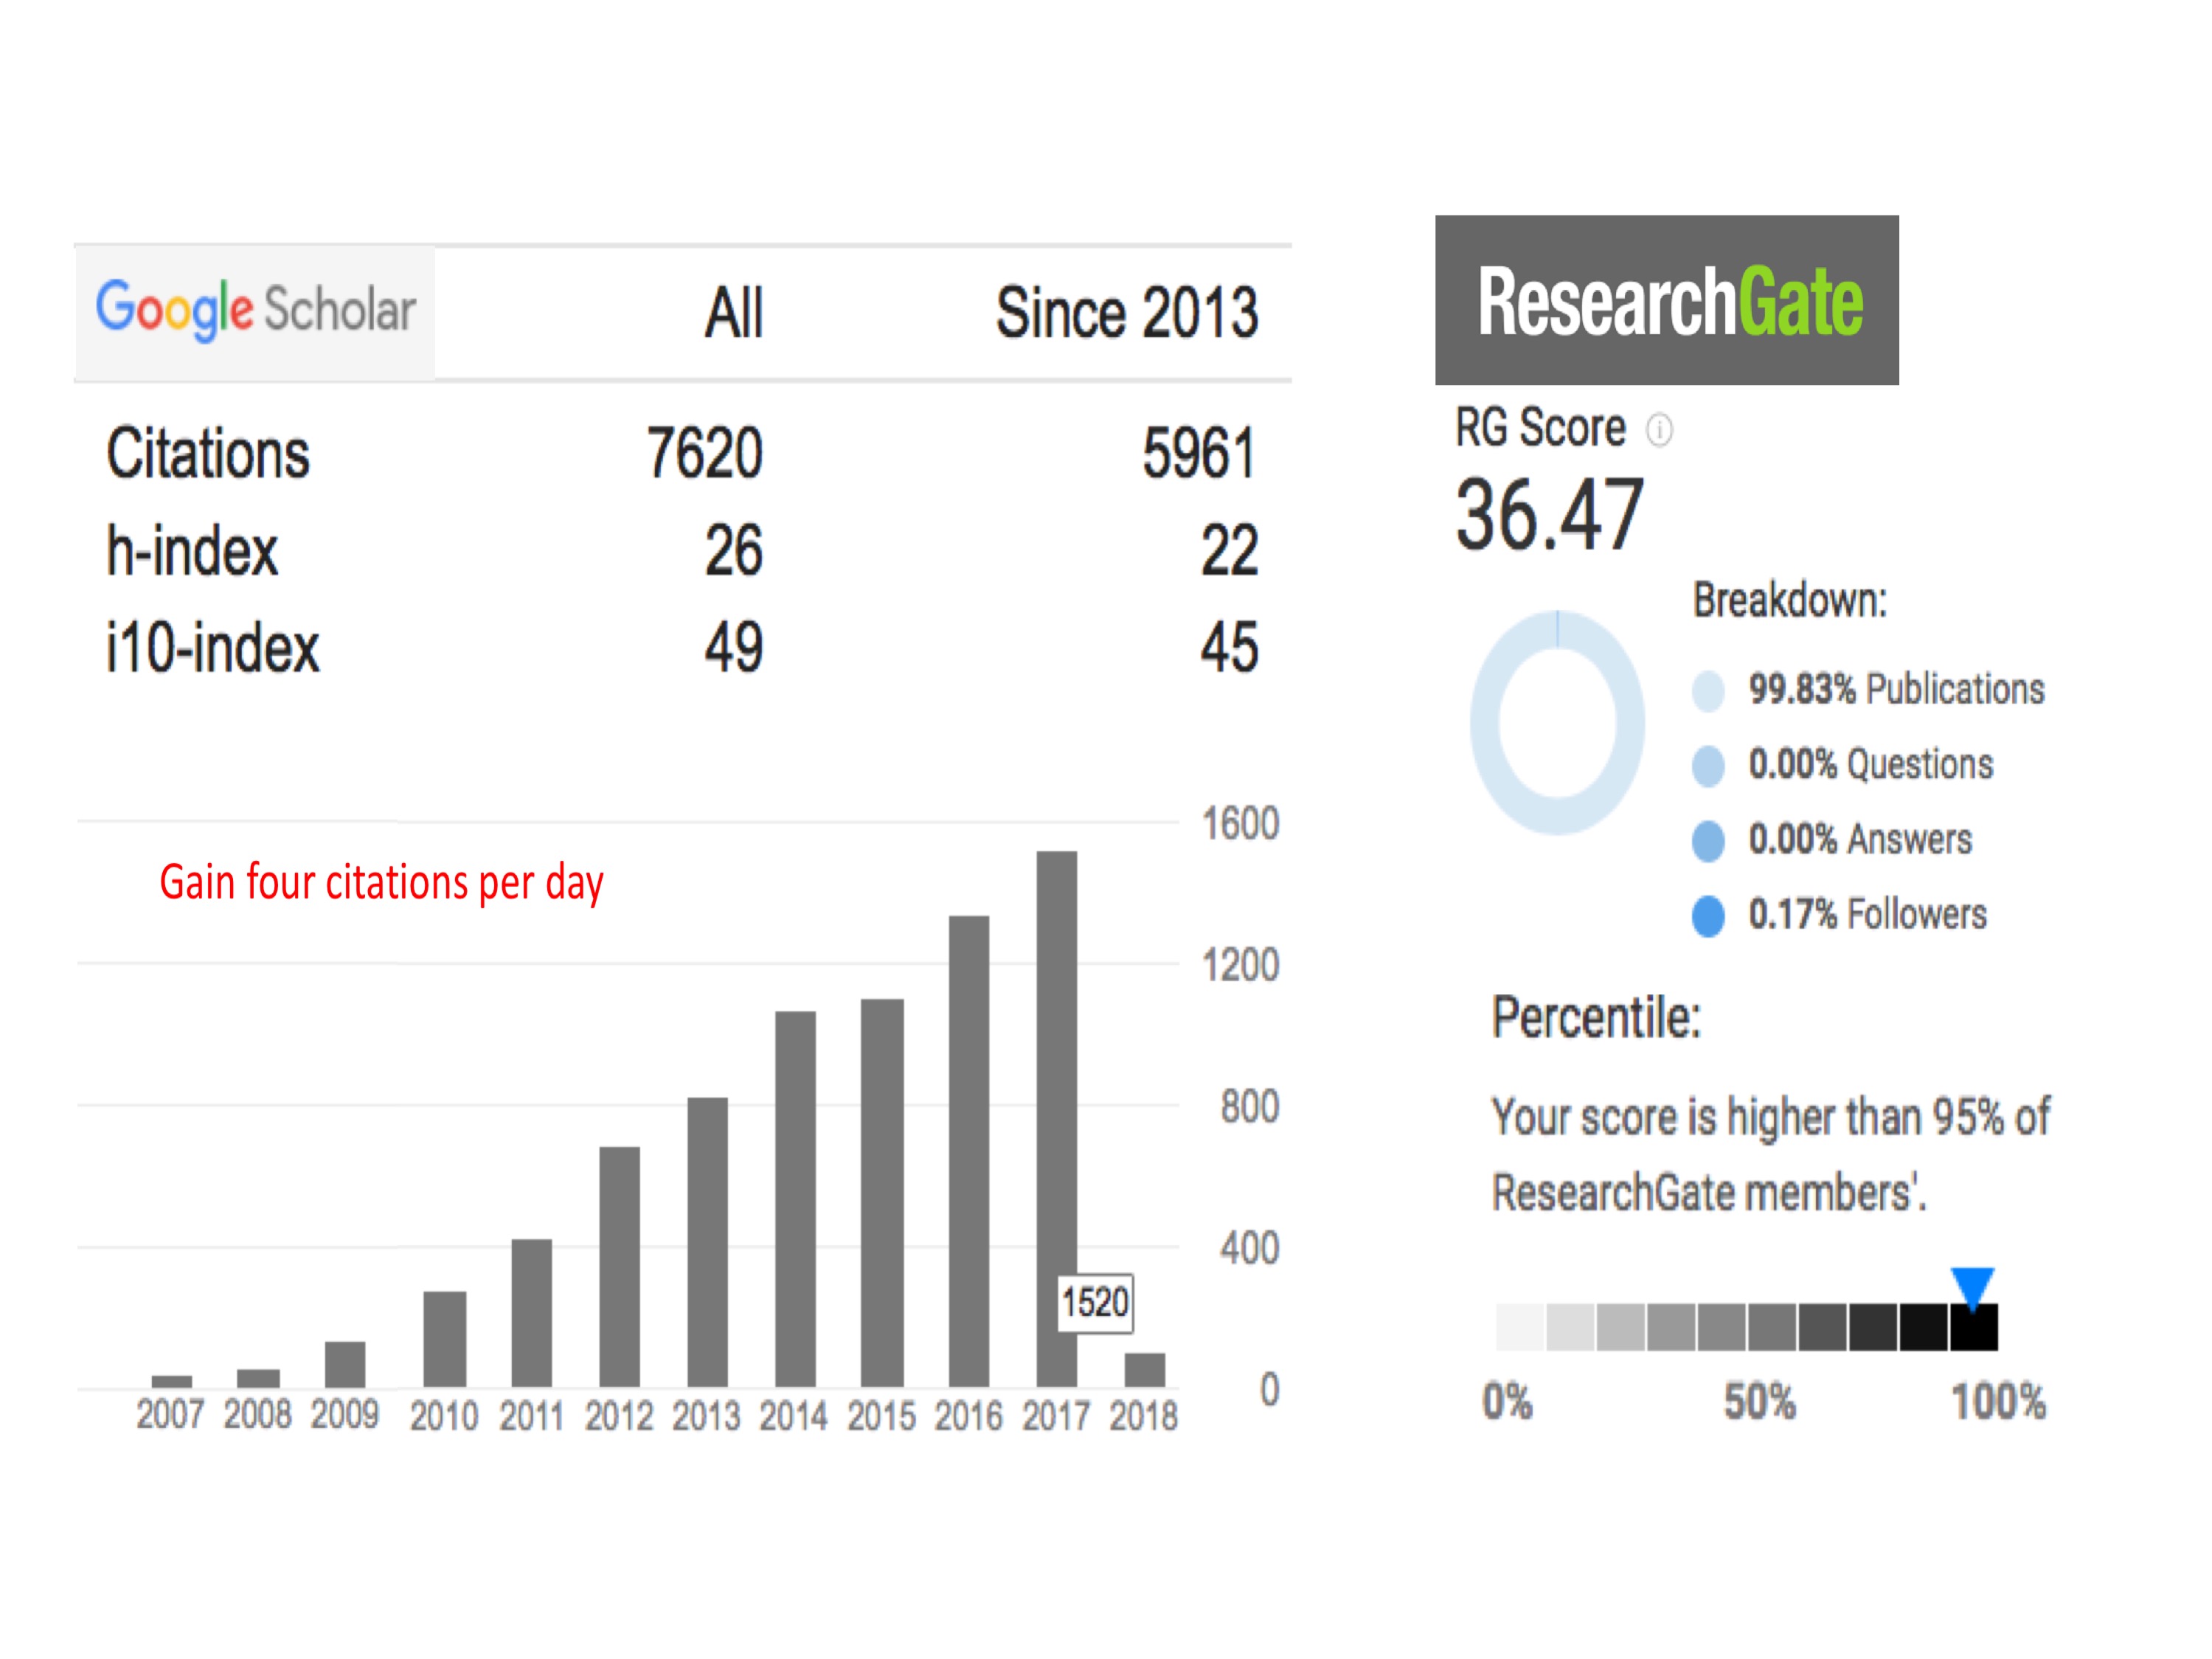 Google Scholar All Since 2013
Citations 7620 5961
h-index 26 22
i10-index 49 45
Gain four citations per day
1600
1200
800
400
0
1520
2007 2008 2009 2010 2011 2012 2013 2014 2015 2016 2017 2018
ResearchGate
RG Score i
36.47
Breakdown:
99.83% Publications
0.00% Questions
0.00% Answers
0.17% Followers
Percentile:
Your score is higher than 95% of
ResearchGate members'.
0% 50% 100%